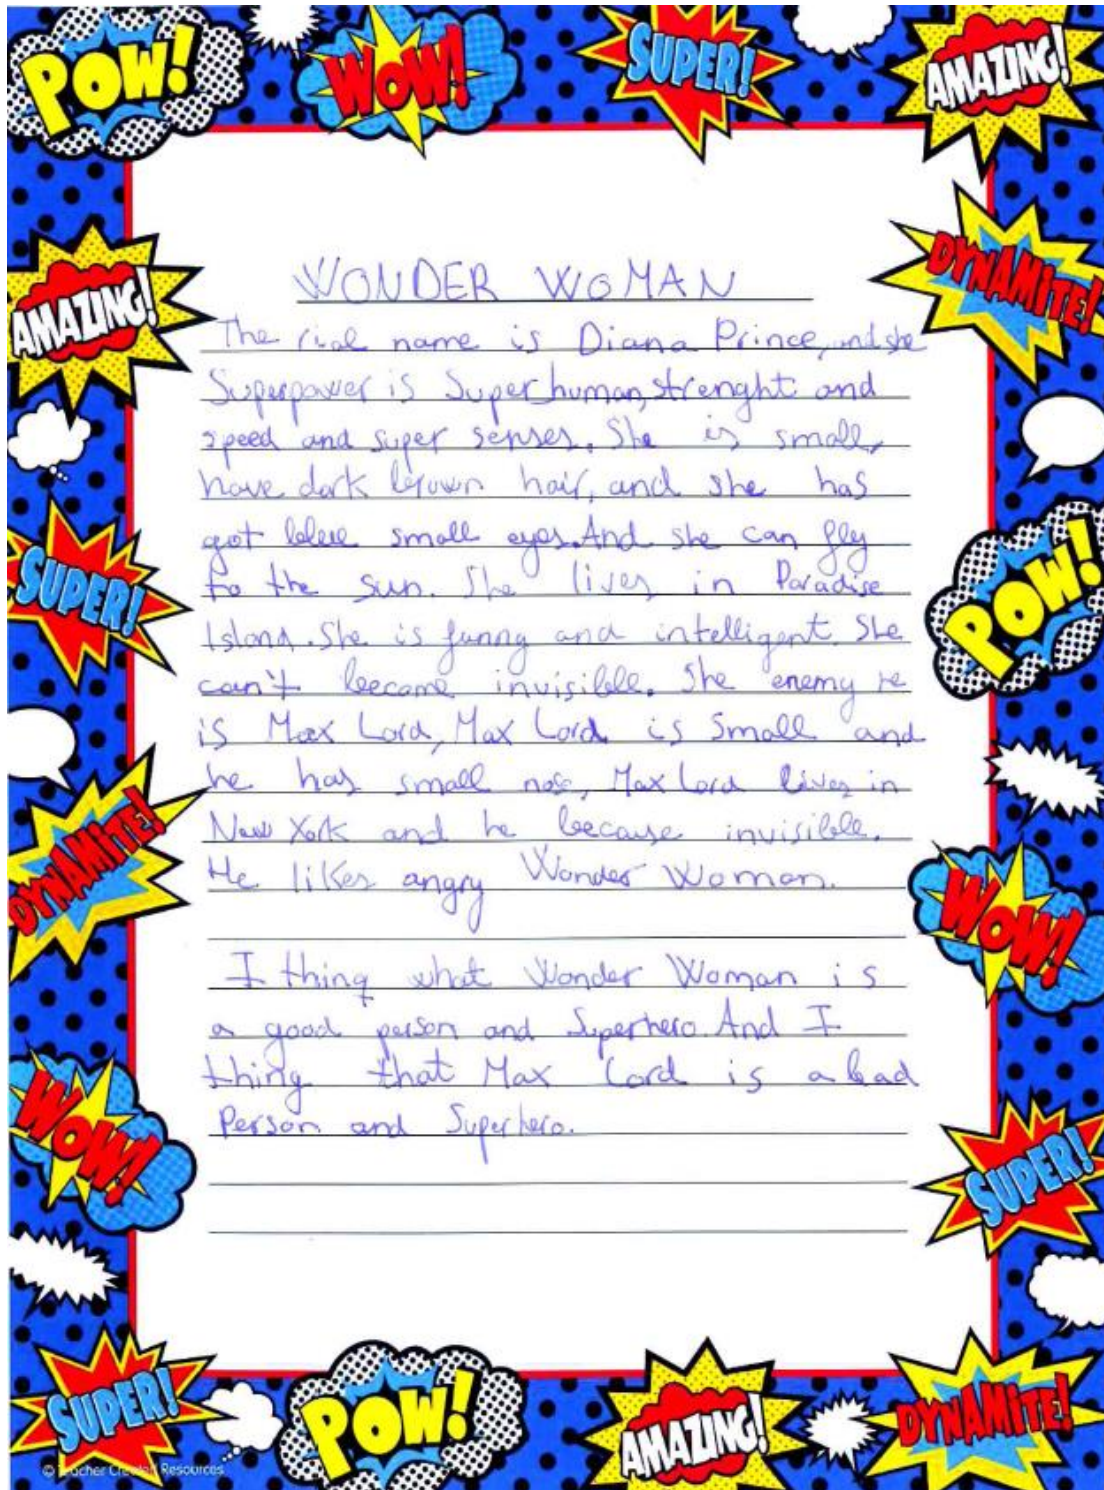 POW!
WOW!
SUPER!
AMAZING!
AMAZING!
DYNAMITE!
WONDER WOMAN
The rial name is Diana Prince, and she
Superpower is Superhuman, strenght and
speed and super senses. She is small,
have dark brown hair, and she has
got blue small eyes. And she can fly
to the sun. She lives in Paradise
Island. She is funny and intelligent. She
can't become invisible. She enemy he
is Max Lord, Max Lord is Small and
he has small nose, Max Lord lives in
New York and he because invisible.
He likes angry Wonder Woman.
I thing what Wonder Woman is
a good person and Superhero. And I
thing that Max Lord is a bad
Person and Superhero.
SUPER!
POW!
DYNAMITE!
WOW!
WOW!
SUPER!
SUPER!
POW!
AMAZING!
DYNAMITE!
© Teacher Created Resources